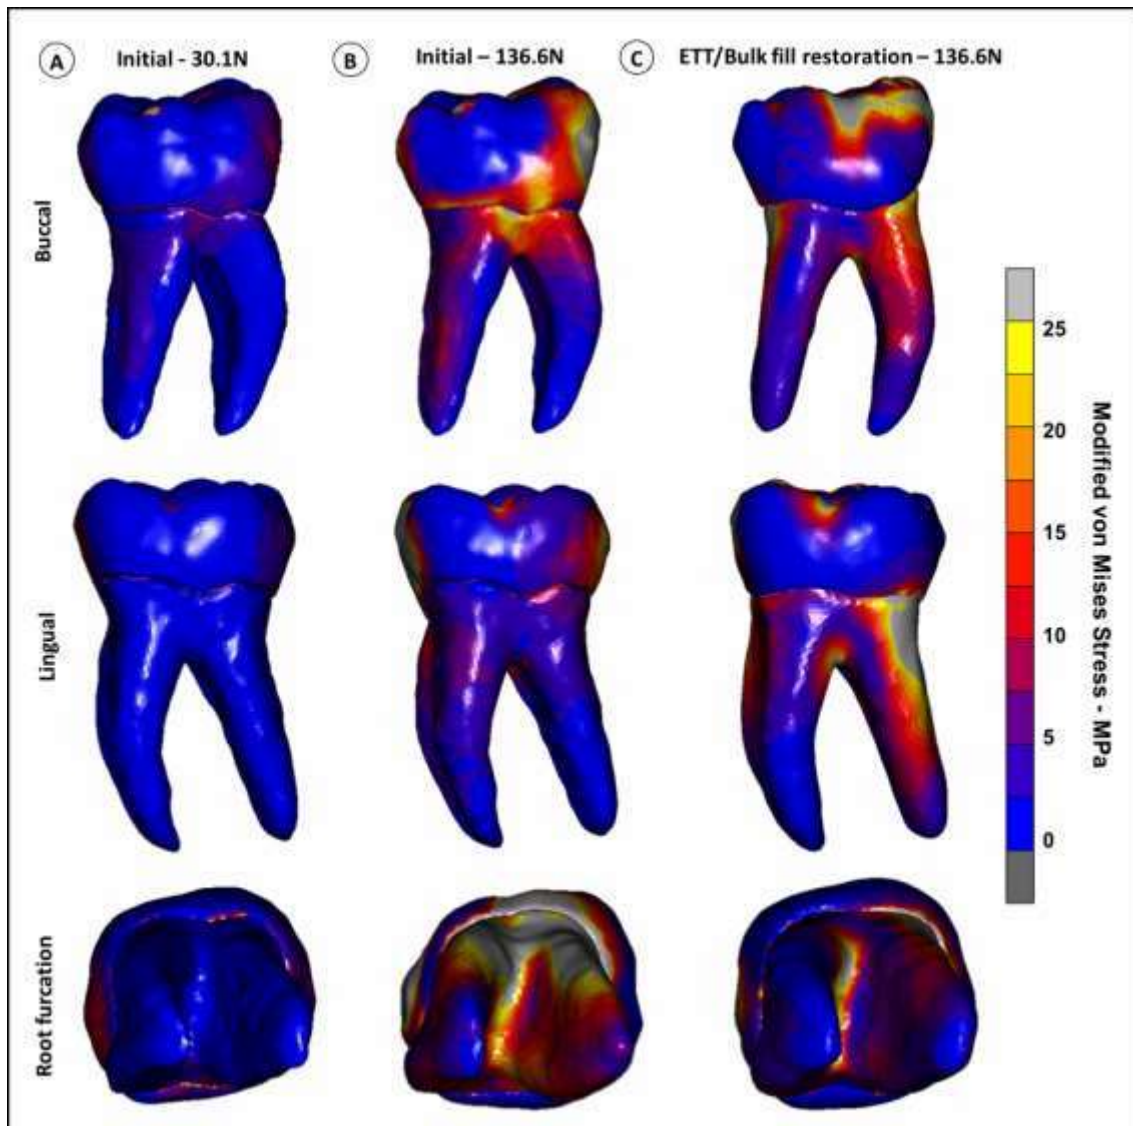 A Initial - 30.1N
B Initial – 136.6N
C ETT/Bulk fill restoration – 136.6N
Buccal
Lingual
Root furcation
25
20
15
10
5
0
Modified von Mises Stress - MPa